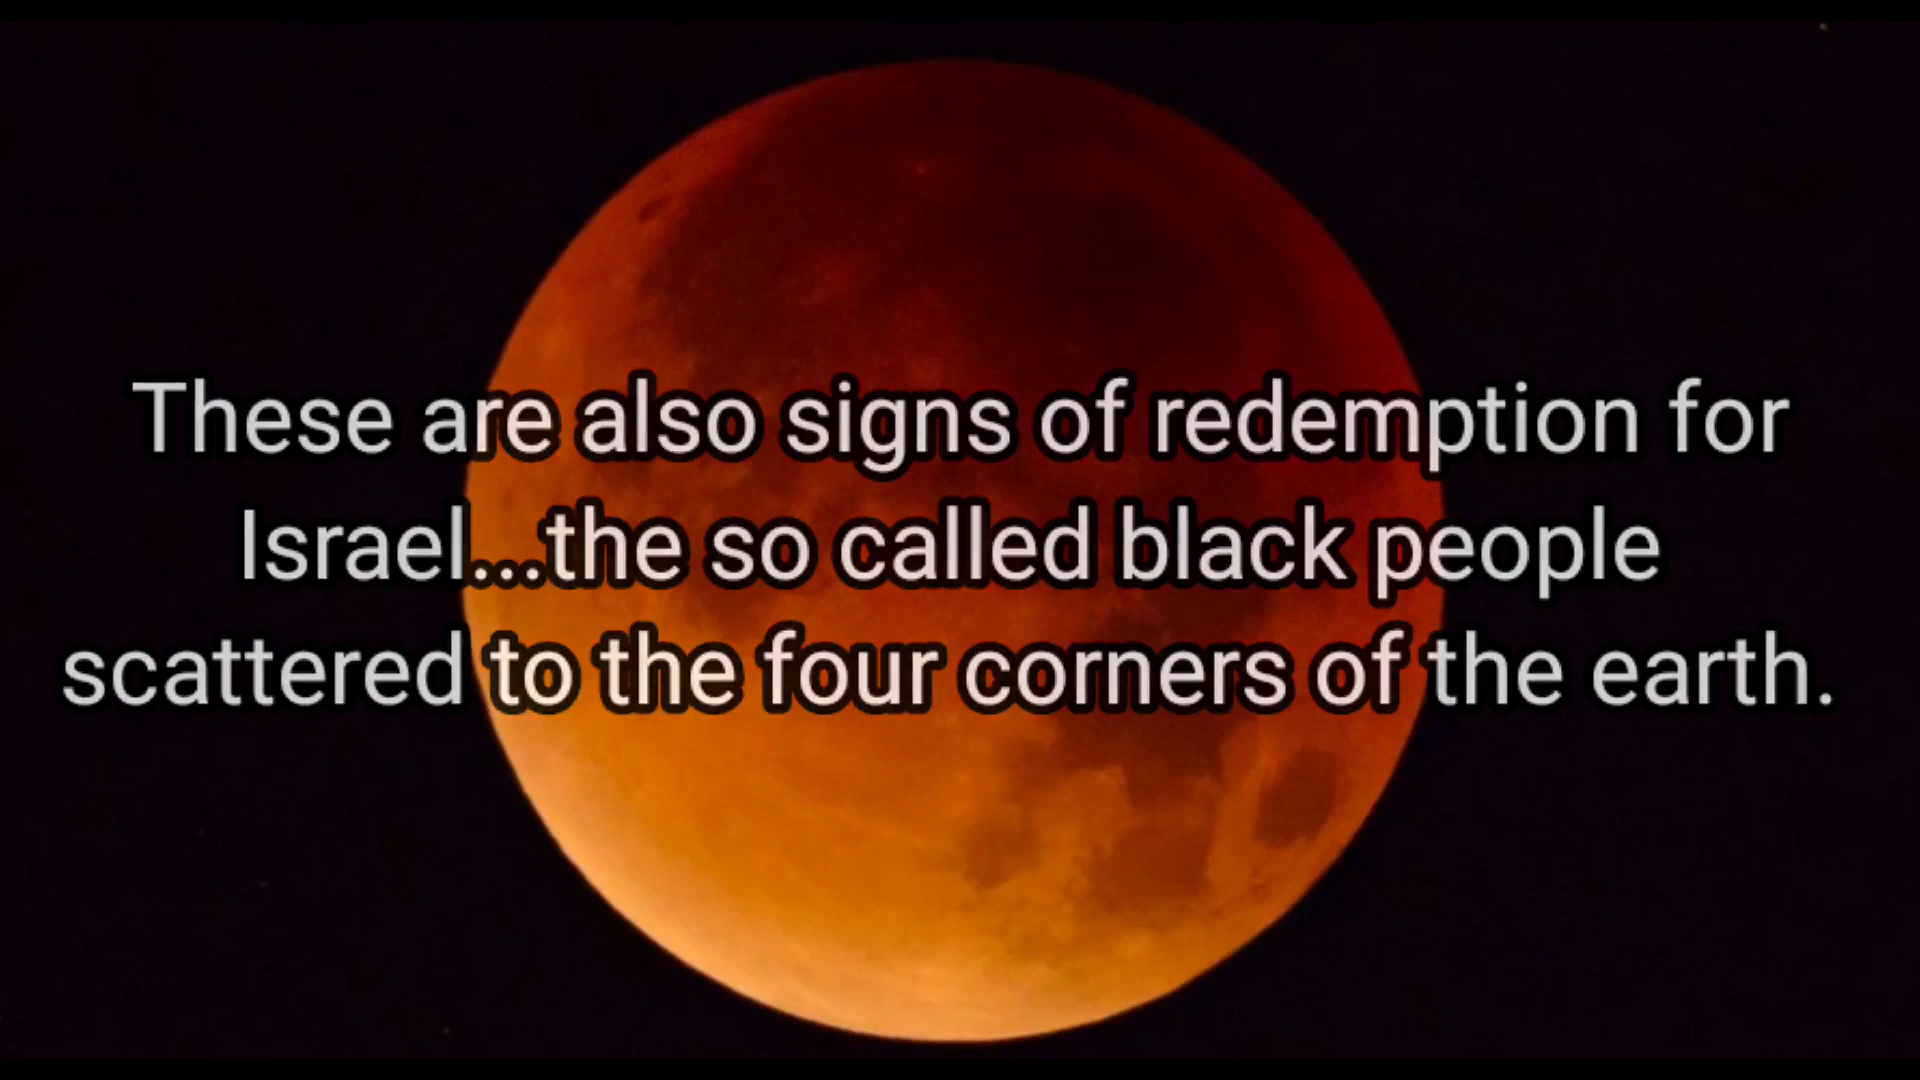 These are also signs of redemption for
Israel...the so called black people
scattered to the four corners of the earth.